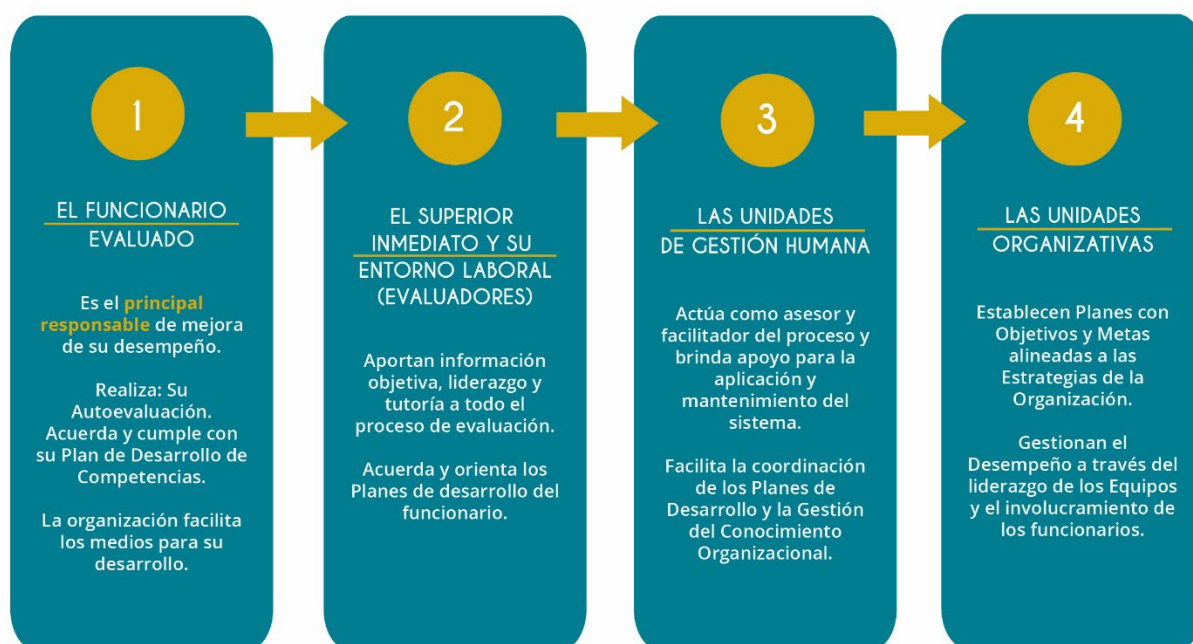 1
EL FUNCIONARIO
EVALUADO
Es el principal
responsable de mejora
de su desempeño.
Realiza: Su
Autoevaluación.
Acuerda y cumple con
su Plan de Desarrollo de
Competencias.
La organización facilita
los medios para su
desarrollo.
2
EL SUPERIOR
INMEDIATO Y SU
ENTORNO LABORAL
(EVALUADORES)
Aportan información
objetiva, liderazgo y
tutoría a todo el
proceso de evaluación.
Acuerda y orienta los
Planes de desarrollo del
funcionario.
3
LAS UNIDADES
DE GESTIÓN HUMANA
Actúa como asesor y
facilitador del proceso y
brinda apoyo para la
aplicación y
mantenimiento del
sistema.
Facilita la coordinación
de los Planes de
Desarrollo y la Gestión
del Conocimiento
Organizacional.
4
LAS UNIDADES
ORGANIZATIVAS
Establecen Planes con
Objetivos y Metas
alineadas a las
Estrategias de la
Organización.
Gestionan el
Desempeño a través del
liderazgo de los Equipos
y el involucramiento de
los funcionarios.